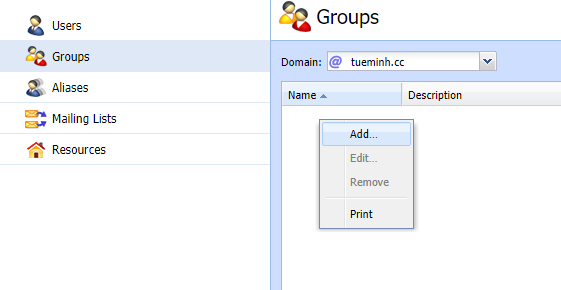 Users
Groups
Aliases
Mailing Lists
Resources
Groups
Domain: @ tueminh.cc
Name Description
Add...
Edit...
Remove
Print